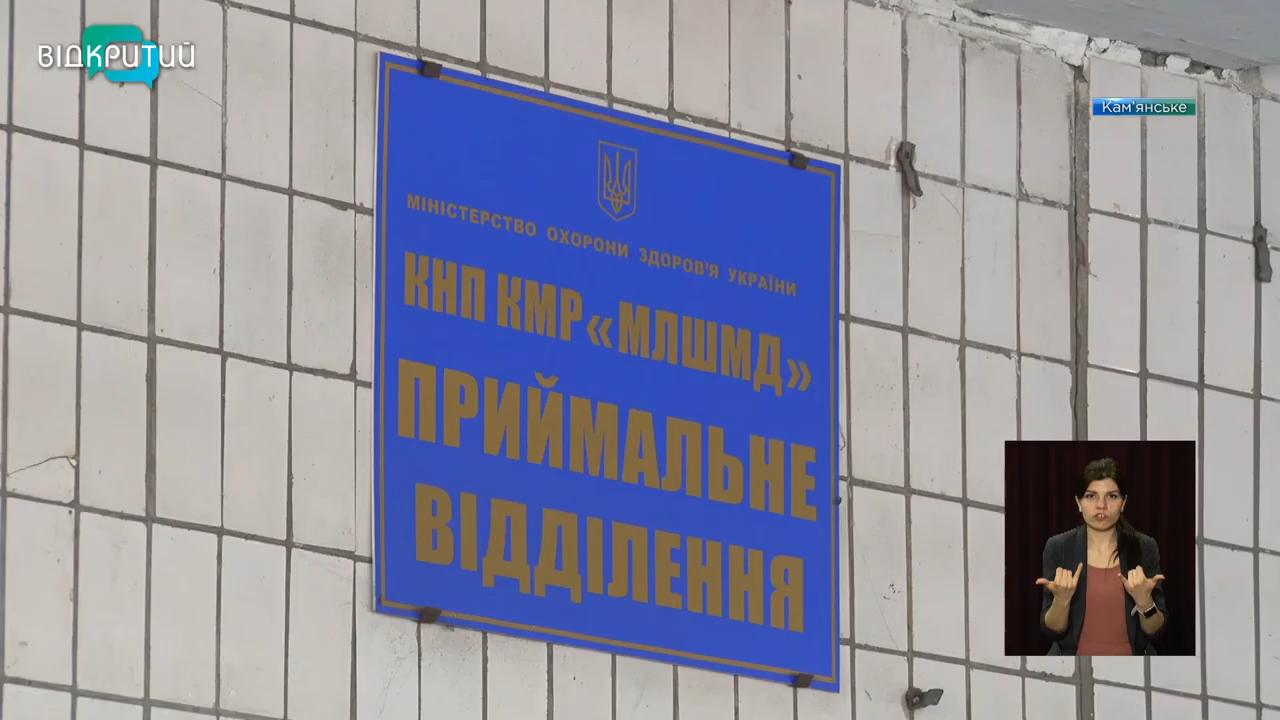 ВІДКРИТИЙ
Кам'янське
МІНІСТЕРСТВО ОХОРОНИ ЗДОРОВ'Я УКРАЇНИ
КНП КМР «МЛШМД»
ПРИЙМАЛЬНЕ
ВІДДІЛЕННЯ